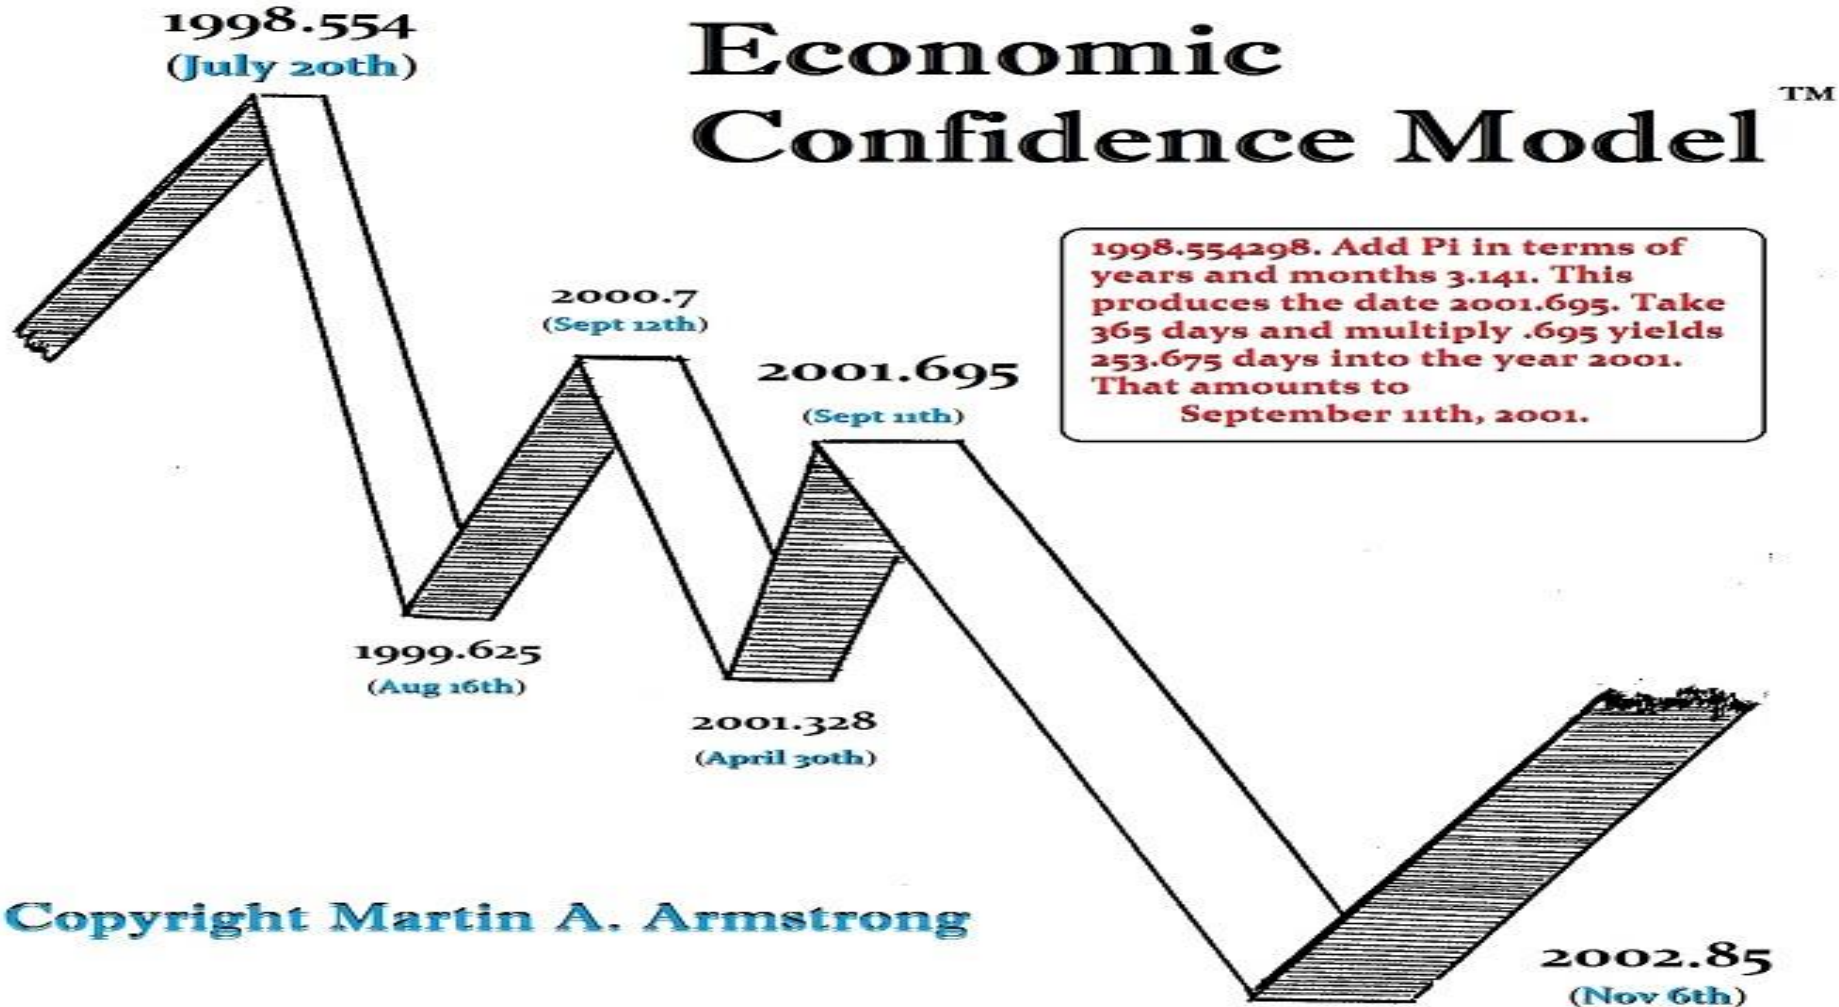 1998.554
(July 20th)
Economic
Confidence Model ™
1998.554298. Add Pi in terms of
years and months 3.141. This
produces the date 2001.695. Take
365 days and multiply .695 yields
253.675 days into the year 2001.
That amounts to
September 11th, 2001.
2000.7
(Sept 12th)
2001.695
(Sept 11th)
1999.625
(Aug 16th)
2001.328
(April 30th)
Copyright Martin A. Armstrong
2002.85
(Nov 6th)